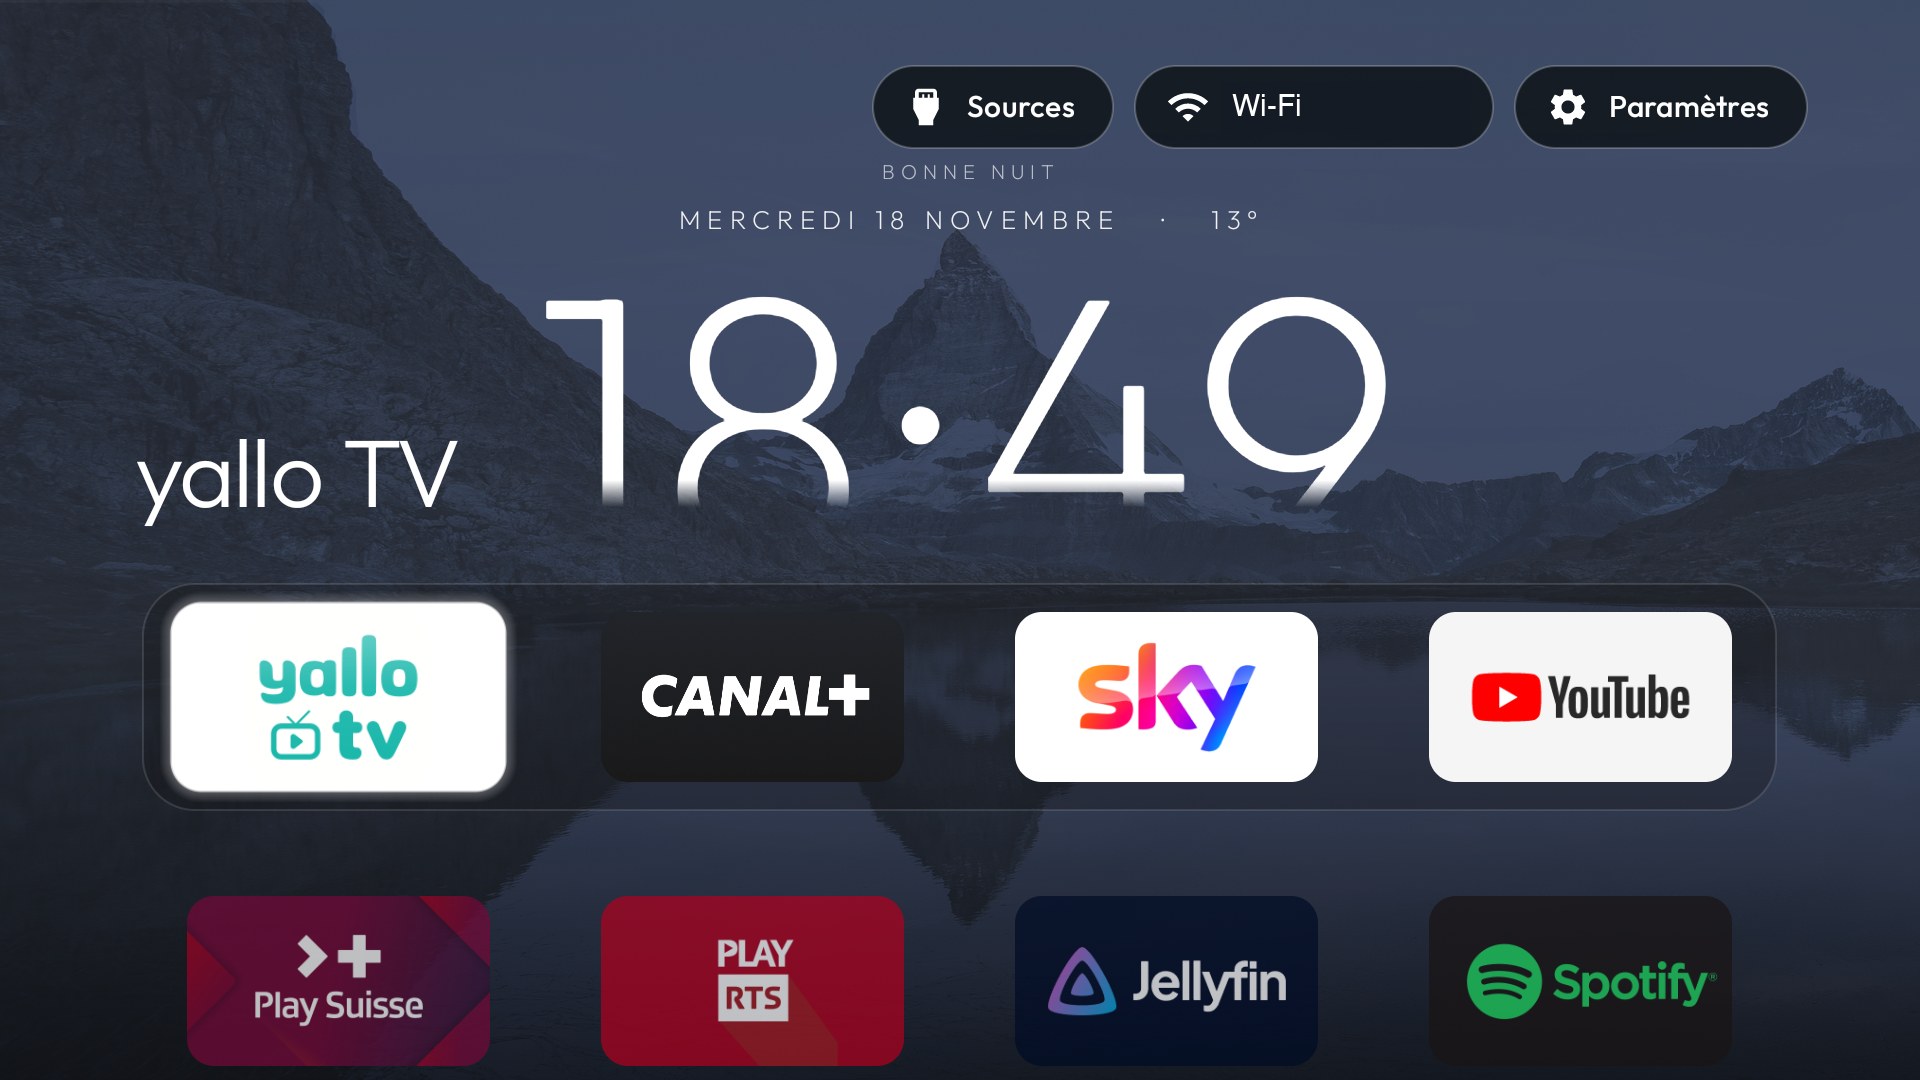 Sources
Wi-Fi
Paramètres
BONNE NUIT
MERCREDI 18 NOVEMBRE · 13°
18·49
yallo TV
yallo tv
CANAL+
sky
YouTube
Play Suisse
PLAY RTS
Jellyfin
Spotify®